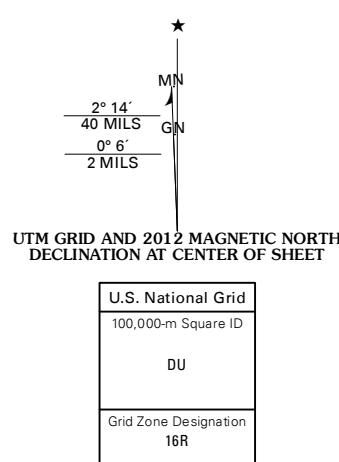 ★
MN
2° 14´
40 MILS
GN
0° 6´
2 MILS
UTM GRID AND 2012 MAGNETIC NORTH
DECLINATION AT CENTER OF SHEET
U.S. National Grid
100,000-m Square ID
DU
Grid Zone Designation
16R